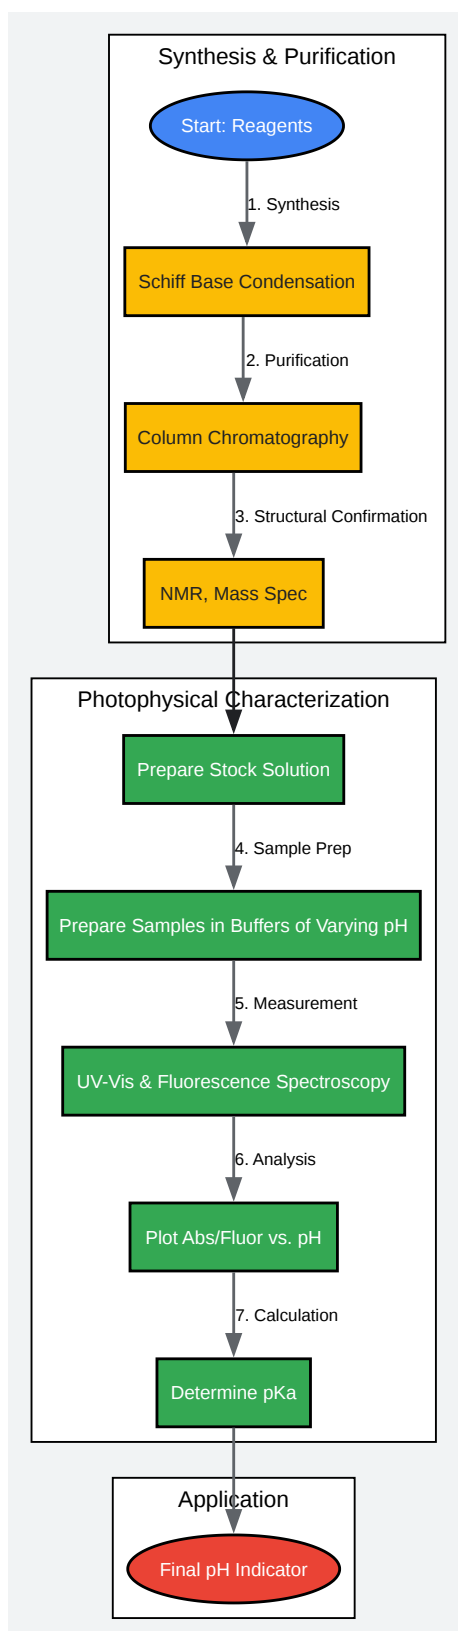 Synthesis & Purification
Start: Reagents
1. Synthesis
Schiff Base Condensation
2. Purification
Column Chromatography
3. Structural Confirmation
NMR, Mass Spec
Photophysical Characterization
Prepare Stock Solution
4. Sample Prep
Prepare Samples in Buffers of Varying pH
5. Measurement
UV-Vis & Fluorescence Spectroscopy
6. Analysis
Plot Abs/Fluor vs. pH
7. Calculation
Determine pKa
Application
Final pH Indicator